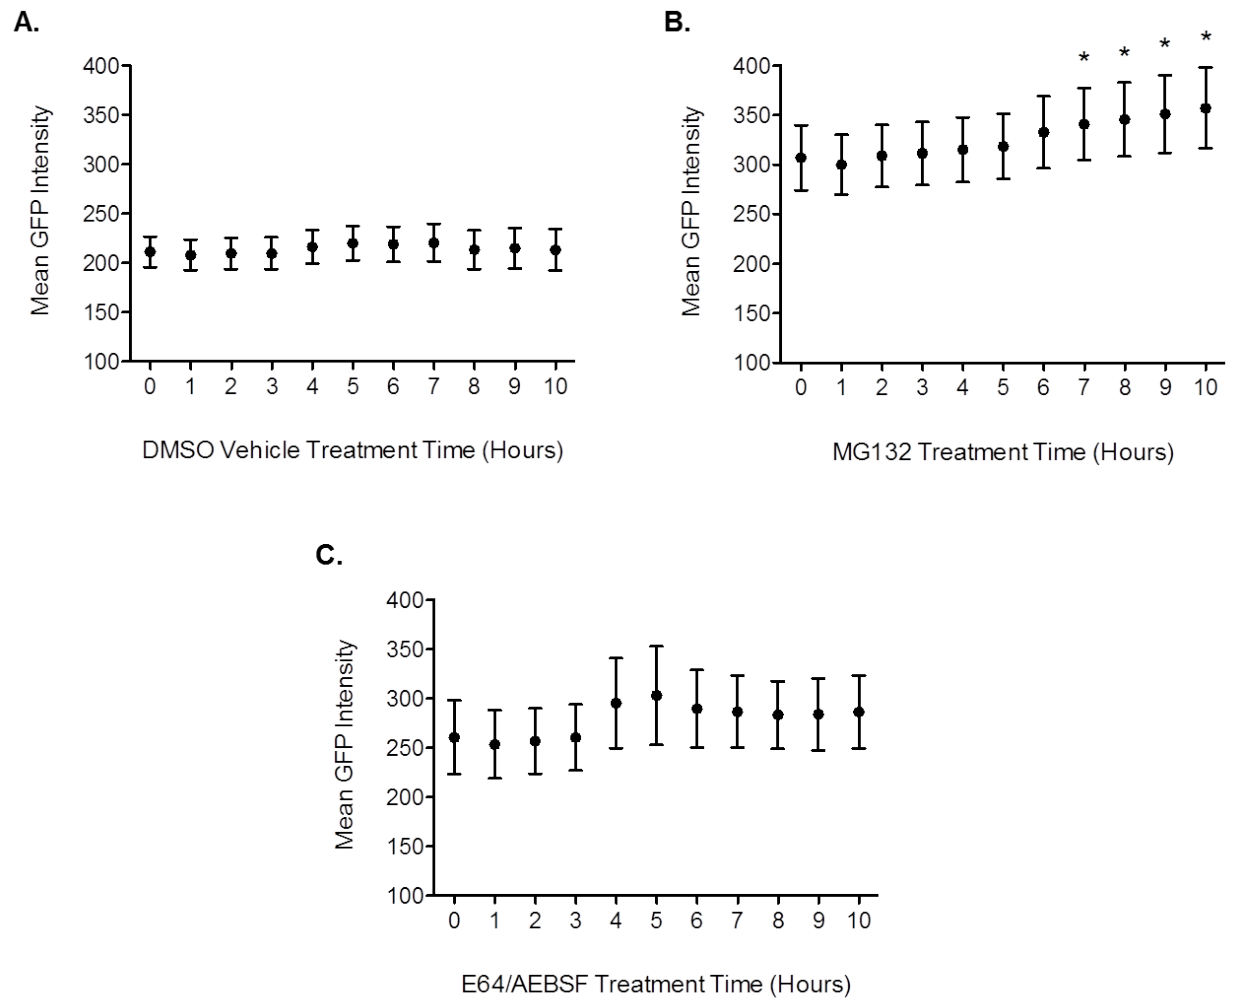 A.
400
350
300
250
200
150
100
Mean GFP Intensity
0 1 2 3 4 5 6 7 8 9 10
DMSO Vehicle Treatment Time (Hours)
B.
* * * *
400
350
300
250
200
150
100
Mean GFP Intensity
0 1 2 3 4 5 6 7 8 9 10
MG132 Treatment Time (Hours)
C.
400
350
300
250
200
150
100
Mean GFP Intensity
0 1 2 3 4 5 6 7 8 9 10
E64/AEBSF Treatment Time (Hours)